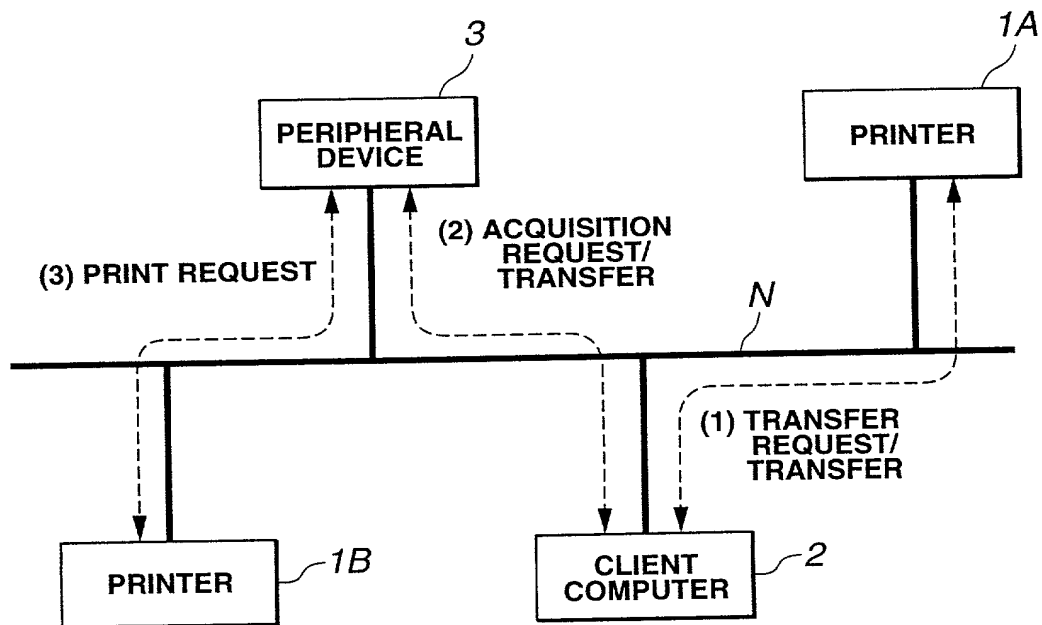 3
1A
PERIPHERAL
DEVICE
PRINTER
(2) ACQUISITION
REQUEST/
TRANSFER
(3) PRINT REQUEST
N
(1) TRANSFER
REQUEST/
TRANSFER
PRINTER
1B
CLIENT
COMPUTER
2